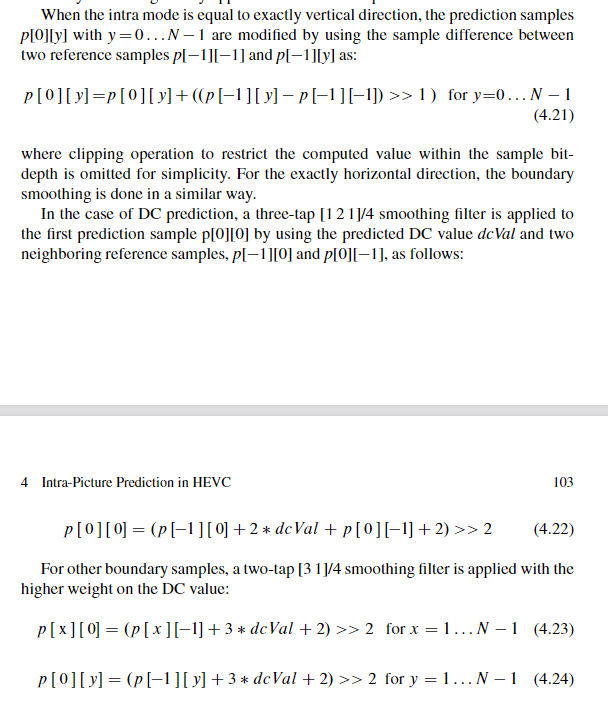 When the intra mode is equal to exactly vertical direction, the prediction samples
p[0][y] with y = 0...N − 1 are modified by using the sample difference between
two reference samples p[−1][−1] and p[−1][y] as:
p[0][y]=p[0][y]+((p[−1][y]−p[−1][−1]) >> 1) for y=0...N − 1
(4.21)
where clipping operation to restrict the computed value within the sample bit-
depth is omitted for simplicity. For the exactly horizontal direction, the boundary
smoothing is done in a similar way.
In the case of DC prediction, a three-tap [1 2 1]/4 smoothing filter is applied to
the first prediction sample p[0][0] by using the predicted DC value dcVal and two
neighboring reference samples, p[−1][0] and p[0][−1], as follows:
4 Intra-Picture Prediction in HEVC 103
p[0][0] = (p[−1][0] + 2 ∗ dcVal + p[0][−1] + 2) >> 2 (4.22)
For other boundary samples, a two-tap [3 1]/4 smoothing filter is applied with the
higher weight on the DC value:
p[x][0] = (p[x][−1] + 3 ∗ dcVal + 2) >> 2 for x = 1...N − 1 (4.23)
p[0][y] = (p[−1][y] + 3 ∗ dcVal + 2) >> 2 for y = 1...N − 1 (4.24)